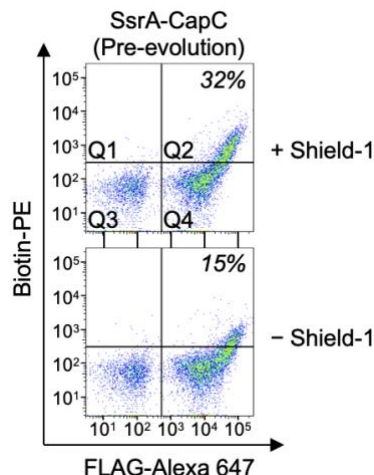 SsrA-CapC
(Pre-evolution)
32%
10⁵
10⁴
10³
10²
10¹
Q1
Q2
Q3
Q4
+ Shield-1
15%
10⁵
10⁴
10³
10²
10¹
− Shield-1
Biotin-PE
10¹ 10² 10³ 10⁴ 10⁵
FLAG-Alexa 647